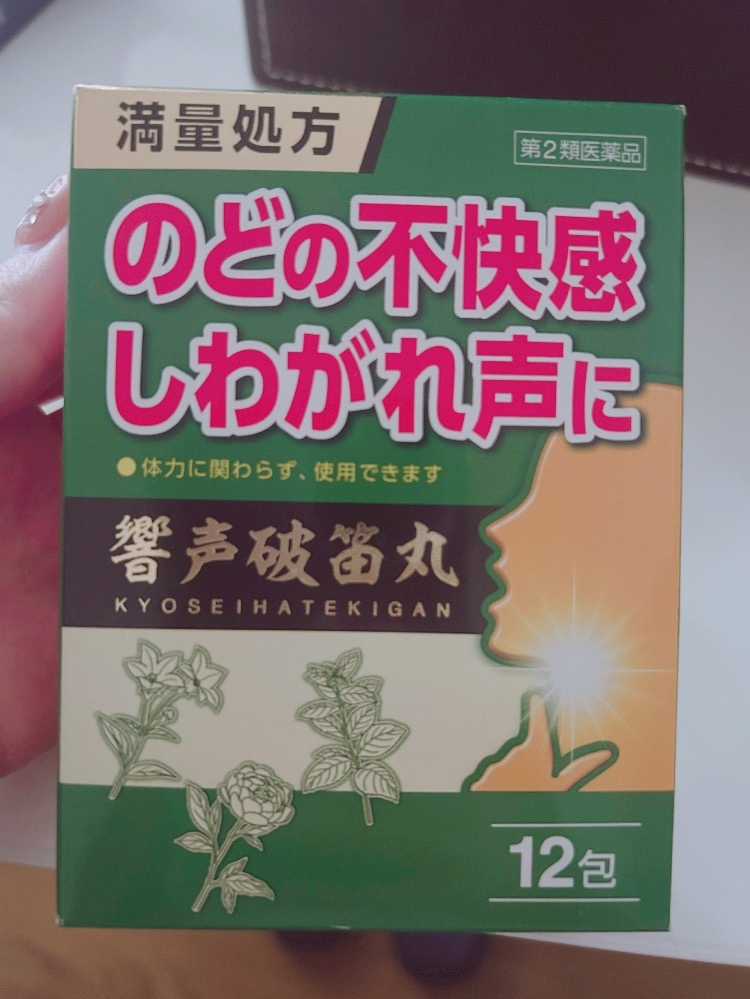 満量処方
第2類医薬品
のどの不快感
しわがれ声に
●体力に関わらず、使用できます
響声破笛丸
KYOSEIHATEKIGAN
12包